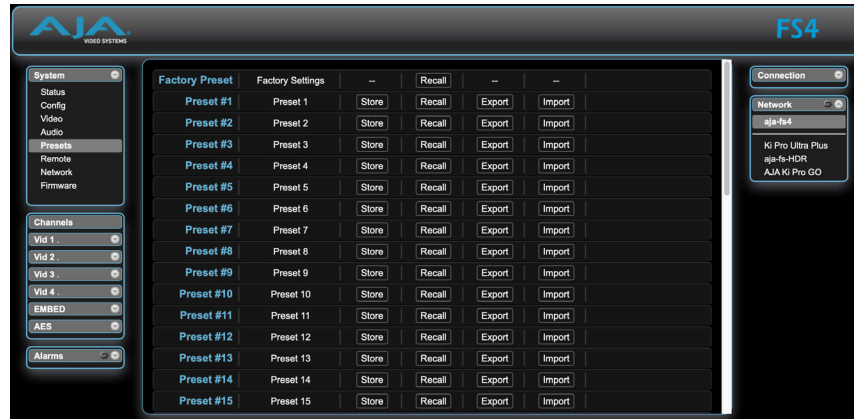 AJA
VIDEO SYSTEMS
FS4
System
Status
Config
Video
Audio
Presets
Remote
Network
Firmware
Channels
Vid 1 .
Vid 2 .
Vid 3 .
Vid 4 .
EMBED
AES
Alarms
Factory Preset Factory Settings -- Recall -- --
Preset #1 Preset 1 Store Recall Export Import
Preset #2 Preset 2 Store Recall Export Import
Preset #3 Preset 3 Store Recall Export Import
Preset #4 Preset 4 Store Recall Export Import
Preset #5 Preset 5 Store Recall Export Import
Preset #6 Preset 6 Store Recall Export Import
Preset #7 Preset 7 Store Recall Export Import
Preset #8 Preset 8 Store Recall Export Import
Preset #9 Preset 9 Store Recall Export Import
Preset #10 Preset 10 Store Recall Export Import
Preset #11 Preset 11 Store Recall Export Import
Preset #12 Preset 12 Store Recall Export Import
Preset #13 Preset 13 Store Recall Export Import
Preset #14 Preset 14 Store Recall Export Import
Preset #15 Preset 15 Store Recall Export Import
Connection
Network
aja-fs4
Ki Pro Ultra Plus
aja-fs-HDR
AJA Ki Pro GO